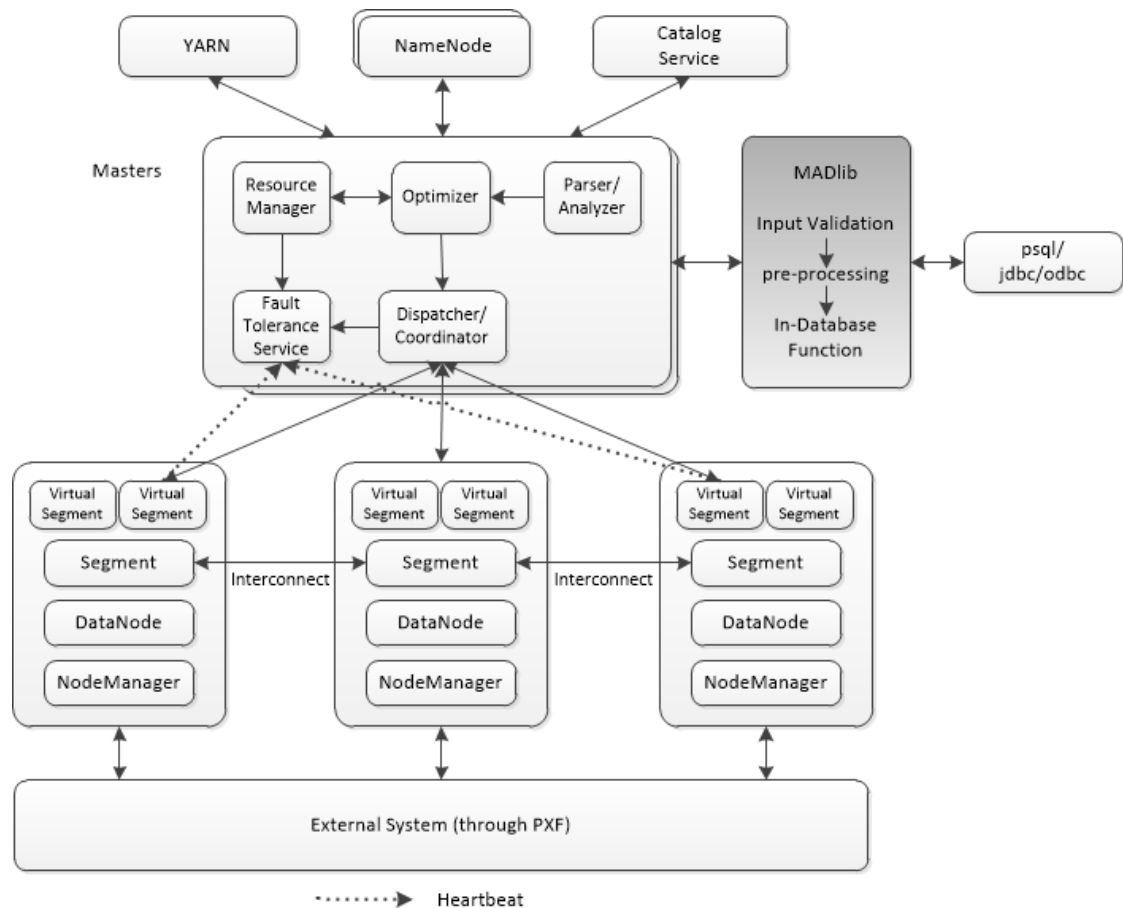 YARN
NameNode
Catalog
Service
Masters
Resource
Manager
Optimizer
Parser/
Analyzer
Fault
Tolerance
Service
Dispatcher/
Coordinator
MADlib
Input Validation
pre-processing
In-Database
Function
psql/
jdbc/odbc
Virtual
Segment
Virtual
Segment
Segment
DataNode
NodeManager
Interconnect
Virtual
Segment
Virtual
Segment
Segment
DataNode
NodeManager
Interconnect
Virtual
Segment
Virtual
Segment
Segment
DataNode
NodeManager
External System (through PXF)
Heartbeat